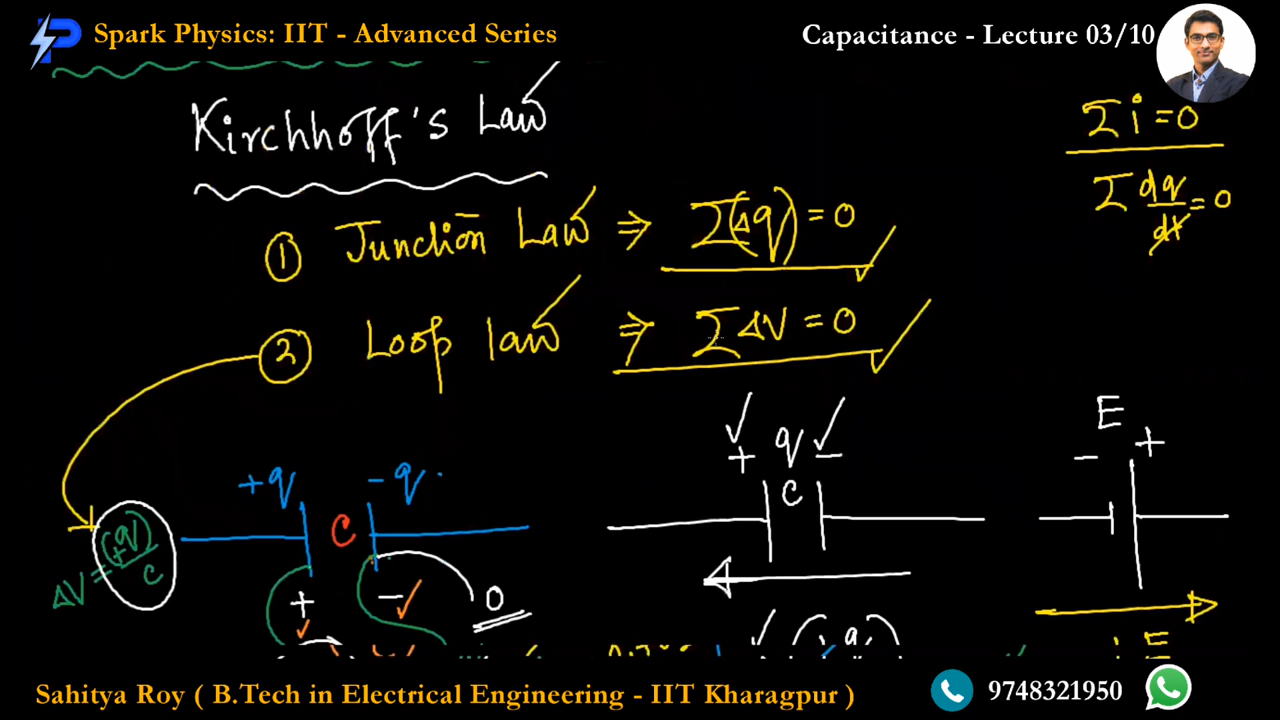 Spark Physics: IIT - Advanced Series
Capacitance - Lecture 03/10
Kirchhoff's Law
Σi = 0
Σ dq/dt = 0
① Junction Law ⇒ Σ(Δq) = 0
② Loop law ⇒ ΣΔV = 0
+q -q
C
ΔV = (+q)/C
+ -
0
+ q -
C
E
- +
Sahitya Roy ( B.Tech in Electrical Engineering - IIT Kharagpur )
9748321950